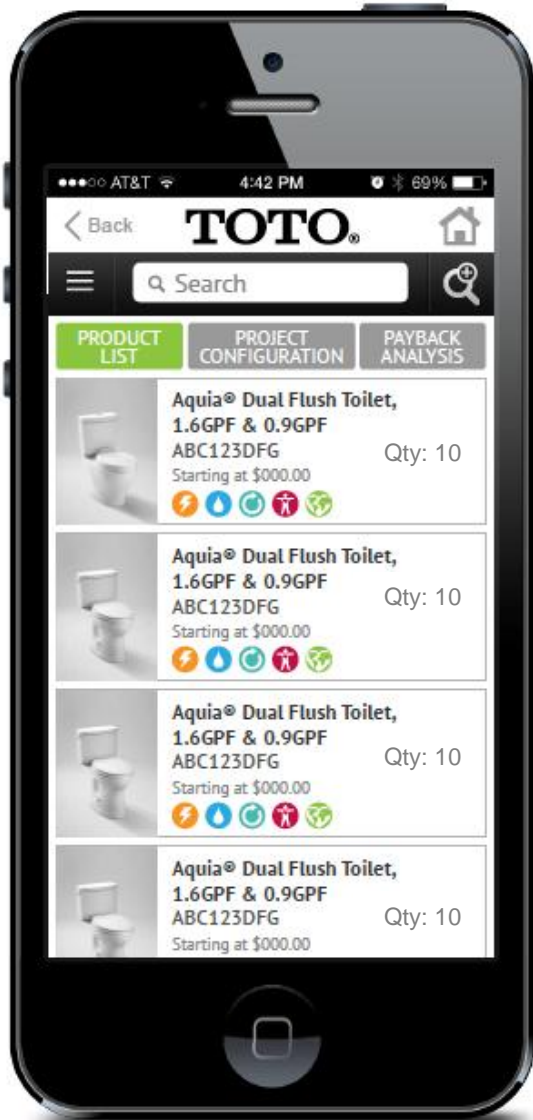 ●●●○○ AT&T 4:42 PM 69%
Back TOTO®
Search
PRODUCT LIST PROJECT CONFIGURATION PAYBACK ANALYSIS
Aquia® Dual Flush Toilet,
1.6GPF & 0.9GPF
ABC123DFG Qty: 10
Starting at $000.00
Aquia® Dual Flush Toilet,
1.6GPF & 0.9GPF
ABC123DFG Qty: 10
Starting at $000.00
Aquia® Dual Flush Toilet,
1.6GPF & 0.9GPF
ABC123DFG Qty: 10
Starting at $000.00
Aquia® Dual Flush Toilet,
1.6GPF & 0.9GPF
ABC123DFG Qty: 10
Starting at $000.00